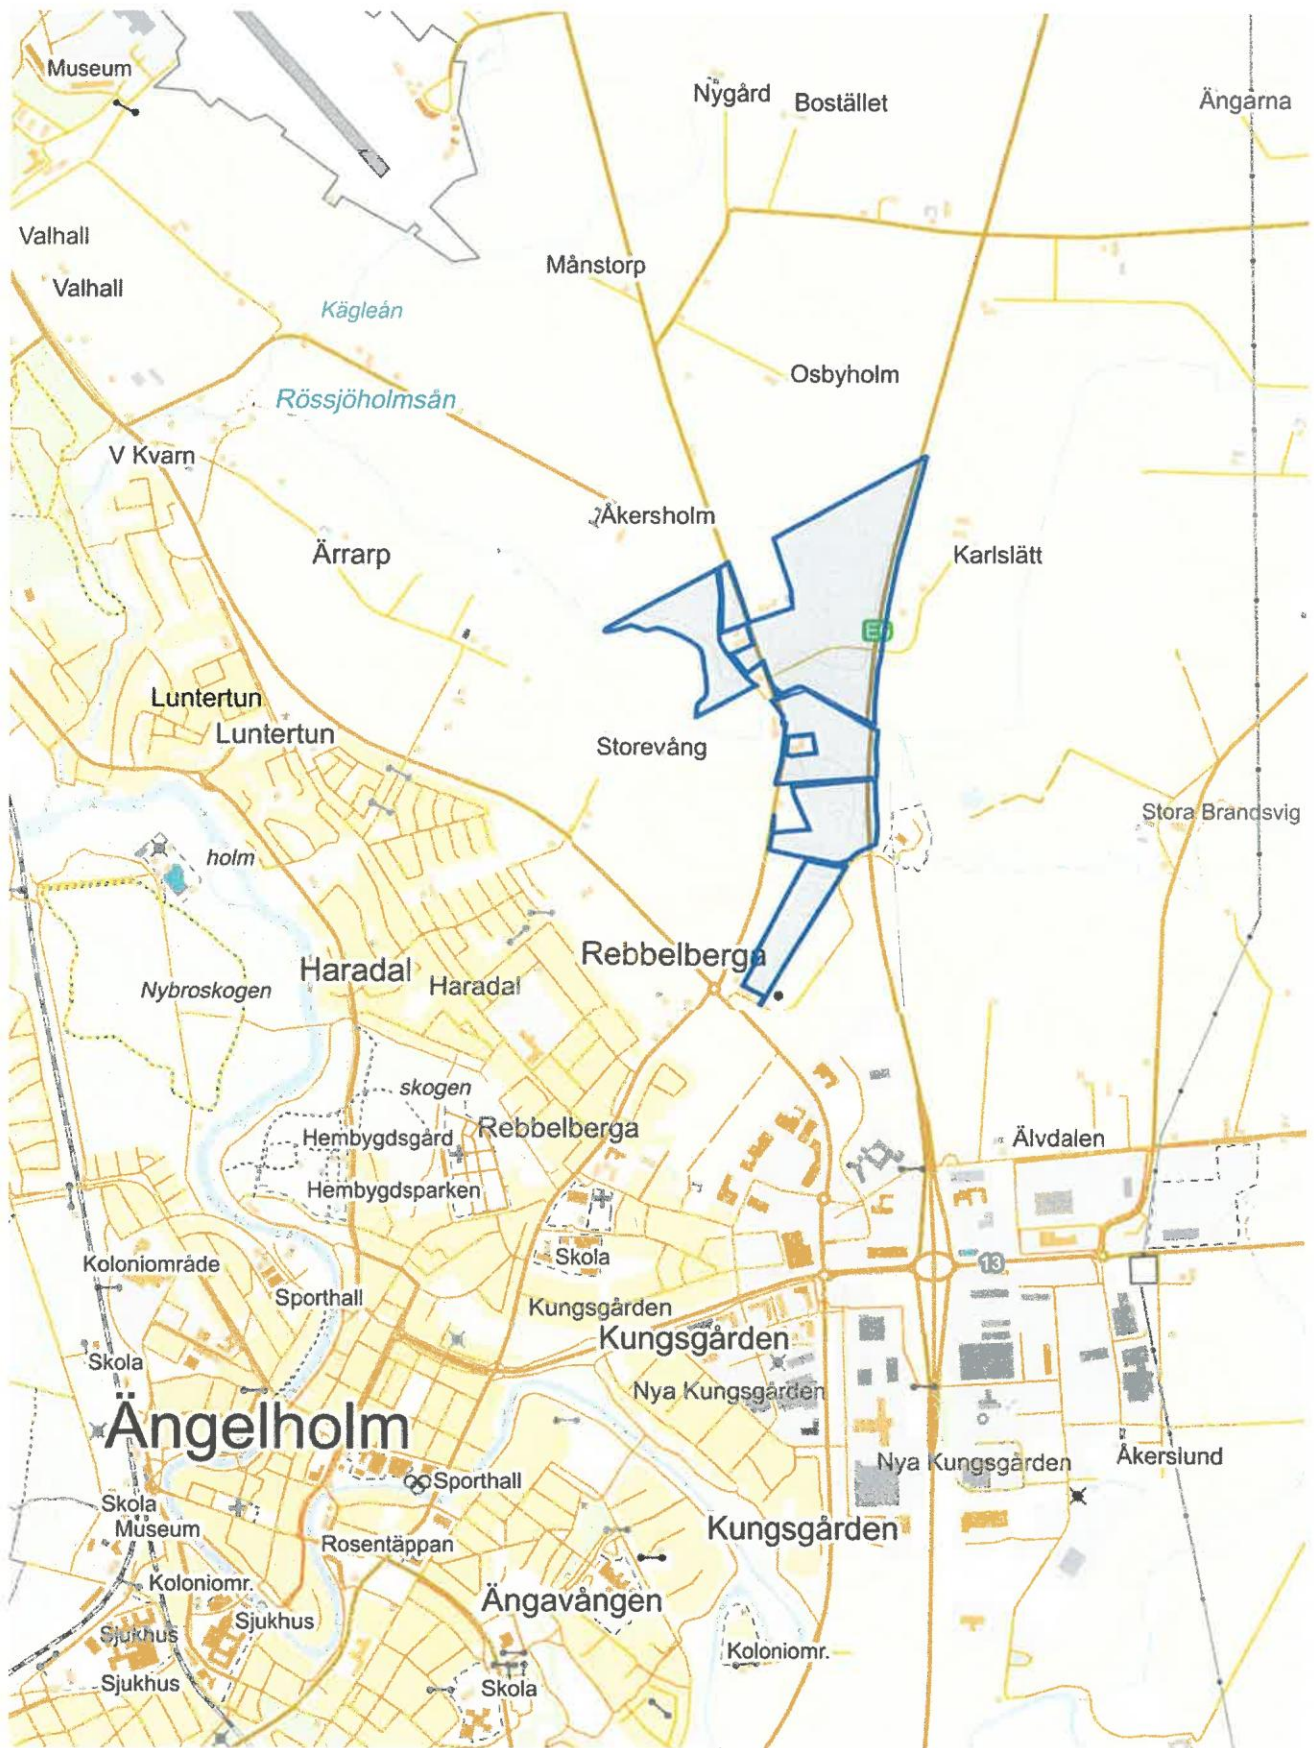 Museum
Nygård
Bostället
Ängarna
Valhall
Månstorp
Valhall
Kägleån
Osbyholm
Rössjöholmsån
V Kvarn
Åkersholm
Ärrarp
Karlslätt
Luntertun
Luntertun
Storevång
Stora Brandsvig
holm
Rebbelberga
Haradal
Haradal
Nybroskogen
skogen
Rebbelberga
Hembygdsgård
Älvdalen
Hembygdsparken
Skola
Koloniområde
13
Sporthall
Kungsgården
Kungsgården
Skola
Nya Kungsgården
Ängelholm
Nya Kungsgården
Åkerslund
Sporthall
Skola
Museum
Kungsgården
Rosentäppan
Koloniomr.
Ängavången
Sjukhus
Sjukhus
Koloniomr.
Sjukhus
Skola